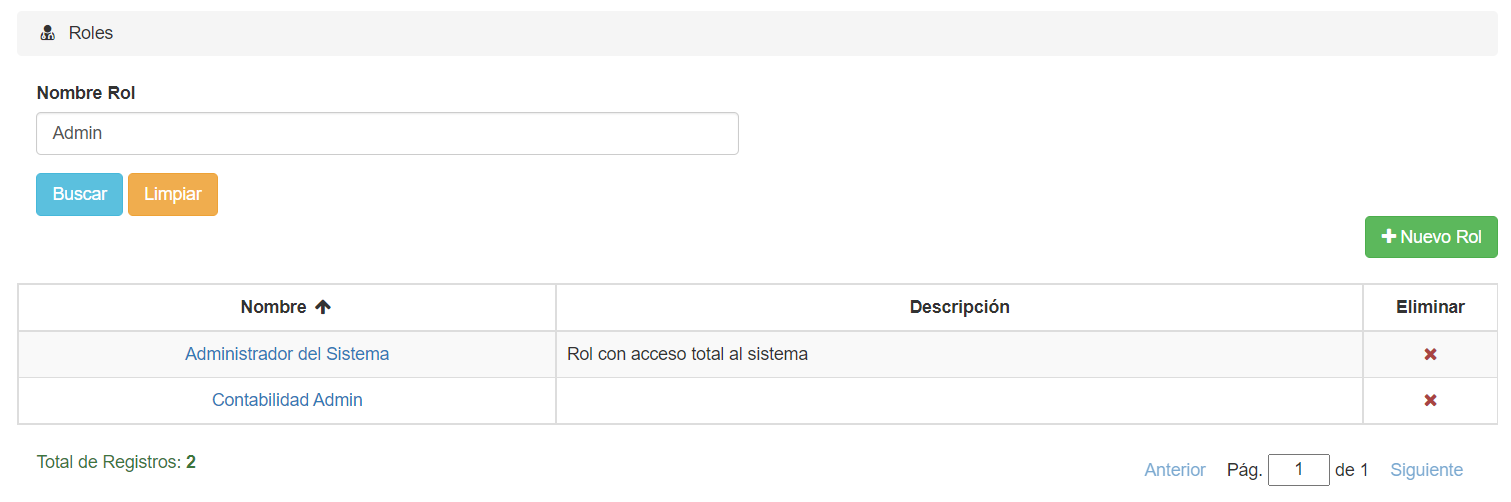 Roles
Nombre Rol
Admin
Buscar Limpiar
Nuevo Rol
Nombre Descripción Eliminar
Administrador del Sistema Rol con acceso total al sistema
Contabilidad Admin
Total de Registros: 2
Anterior Pág. 1 de 1 Siguiente